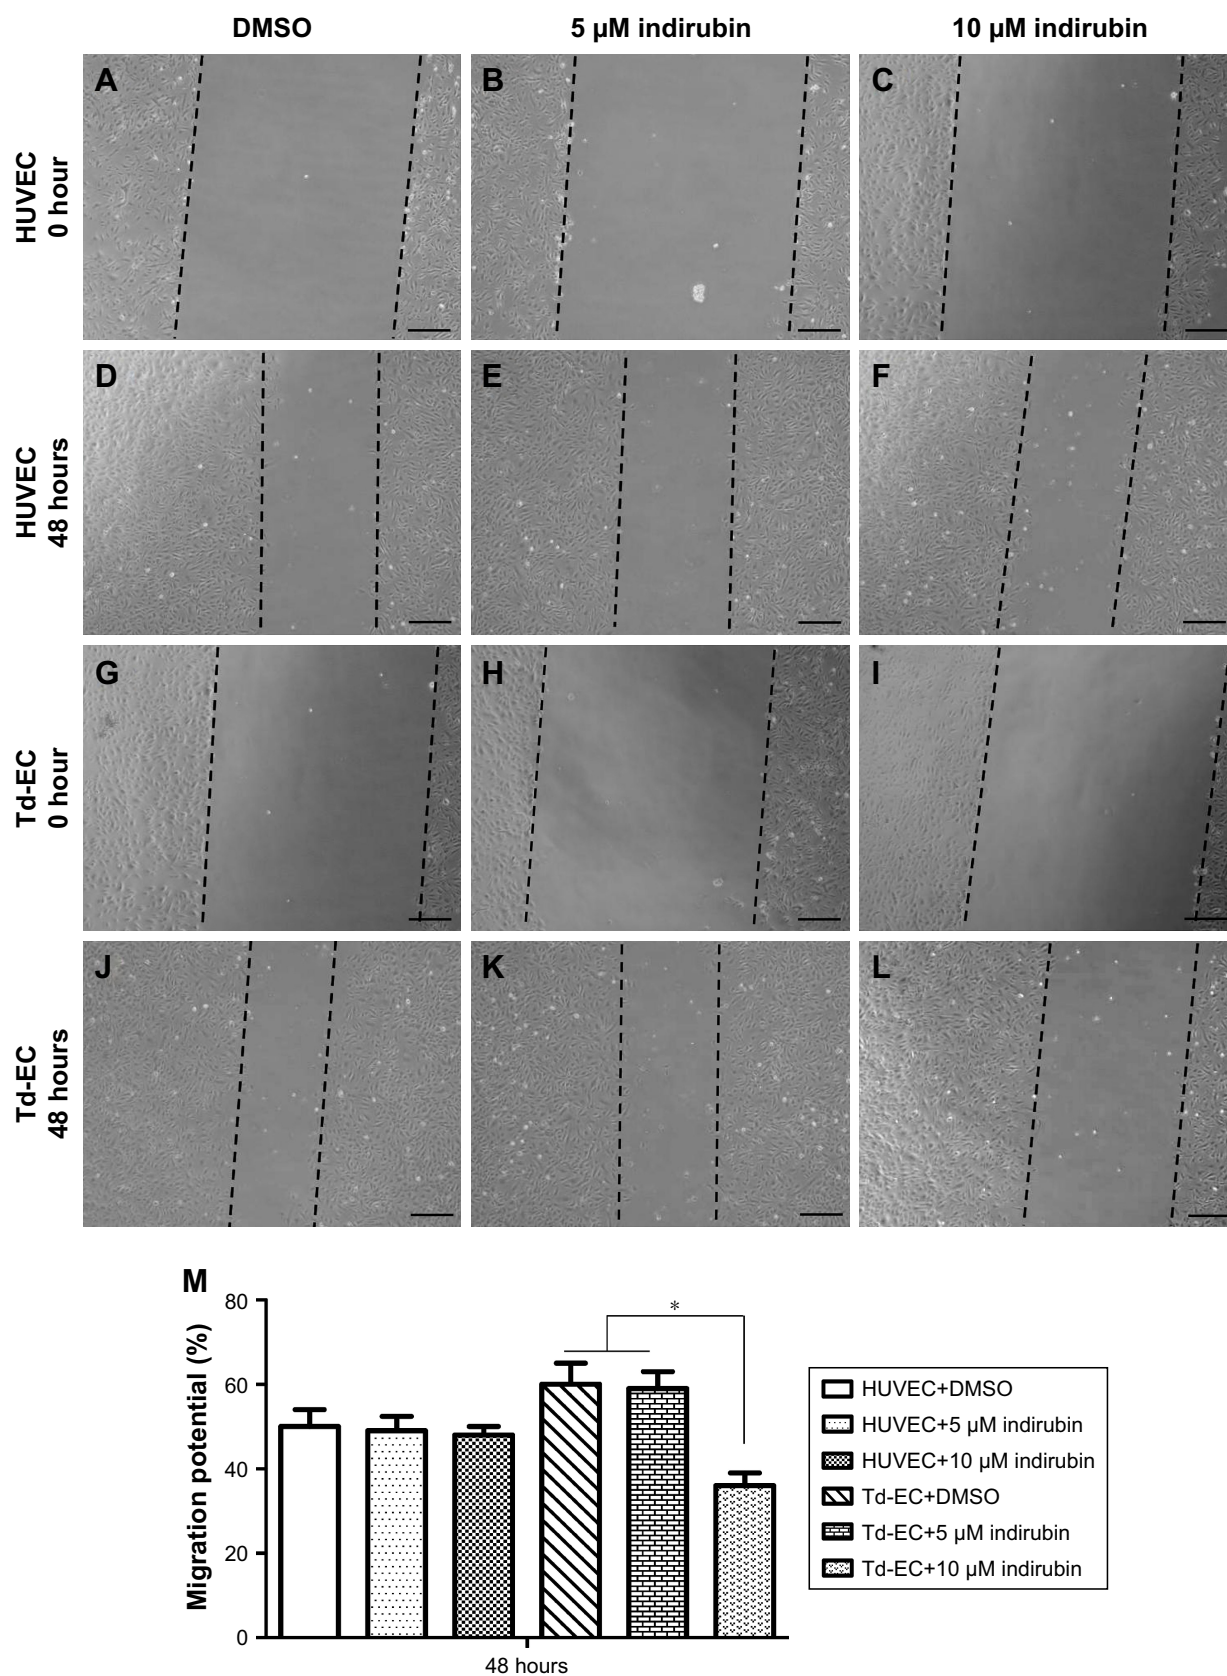 DMSO
5 µM indirubin
10 µM indirubin
HUVEC
0 hour
A
B
C
HUVEC
48 hours
D
E
F
Td-EC
0 hour
G
H
I
Td-EC
48 hours
J
K
L
M
Migration potential (%)
80
60
40
20
0
*
48 hours
HUVEC+DMSO
HUVEC+5 µM indirubin
HUVEC+10 µM indirubin
Td-EC+DMSO
Td-EC+5 µM indirubin
Td-EC+10 µM indirubin